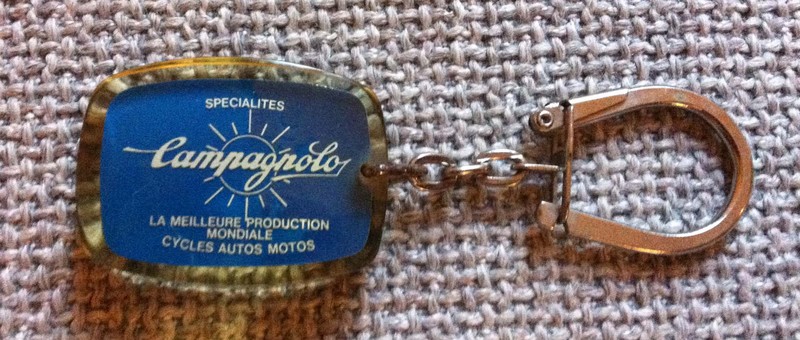 SPECIALITES
Campagnolo
LA MEILLEURE PRODUCTION
MONDIALE
CYCLES AUTOS MOTOS